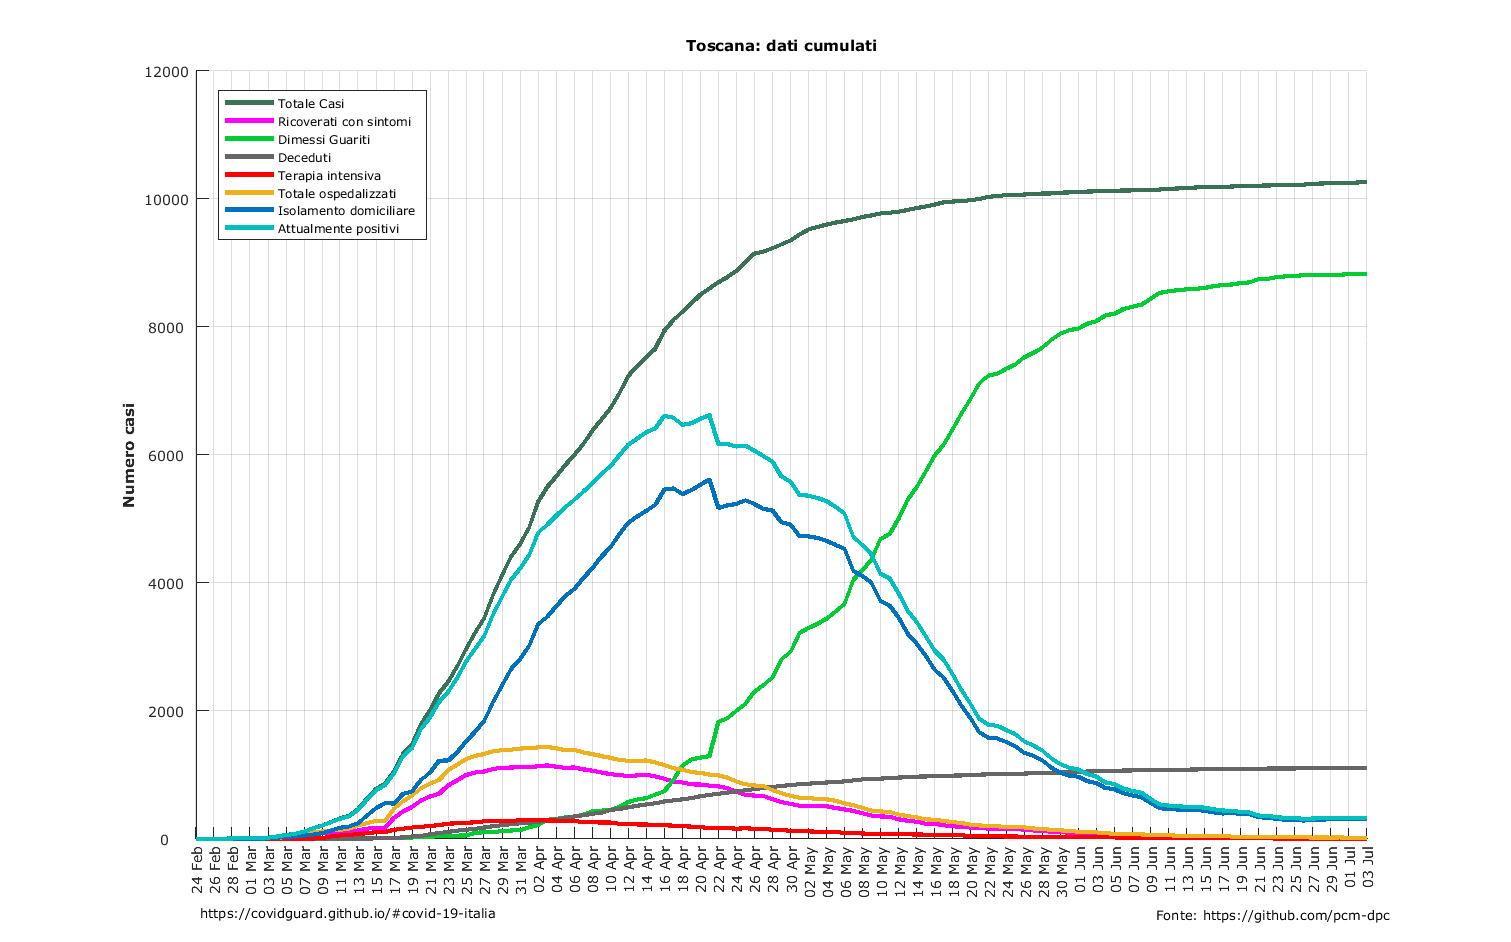 Toscana: dati cumulati
12000
10000
8000
6000
4000
2000
0
Numero casi
Totale Casi
Ricoverati con sintomi
Dimessi Guariti
Deceduti
Terapia intensiva
Totale ospedalizzati
Isolamento domiciliare
Attualmente positivi
24 Feb
26 Feb
28 Feb
01 Mar
03 Mar
05 Mar
07 Mar
09 Mar
11 Mar
13 Mar
15 Mar
17 Mar
19 Mar
21 Mar
23 Mar
25 Mar
27 Mar
29 Mar
31 Mar
02 Apr
04 Apr
06 Apr
08 Apr
10 Apr
12 Apr
14 Apr
16 Apr
18 Apr
20 Apr
22 Apr
24 Apr
26 Apr
28 Apr
30 Apr
02 May
04 May
06 May
08 May
10 May
12 May
14 May
16 May
18 May
20 May
22 May
24 May
26 May
28 May
30 May
01 Jun
03 Jun
05 Jun
07 Jun
09 Jun
11 Jun
13 Jun
15 Jun
17 Jun
19 Jun
21 Jun
23 Jun
25 Jun
27 Jun
29 Jun
01 Jul
03 Jul
https://covidguard.github.io/#covid-19-italia
Fonte: https://github.com/pcm-dpc